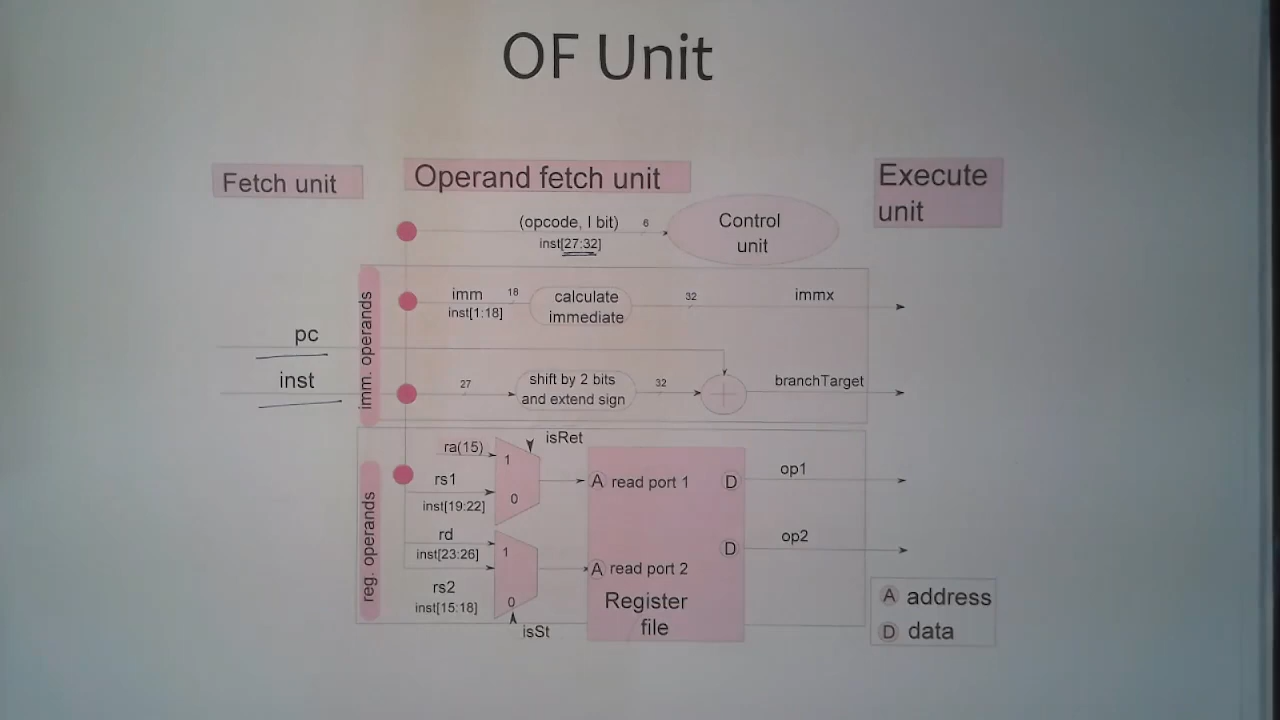 OF Unit
Fetch unit
Operand fetch unit
Execute
unit
(opcode, I bit)
6
inst[27:32]
Control
unit
imm. operands
imm
18
inst[1:18]
calculate
immediate
32
immx
pc
inst
27
shift by 2 bits
and extend sign
32
+
branchTarget
reg. operands
isRet
ra(15)
1
rs1
0
inst[19:22]
A read port 1 D
op1
rd
inst[23:26]
1
D
op2
A read port 2
rs2
inst[15:18]
0
isSt
Register
file
A address
D data